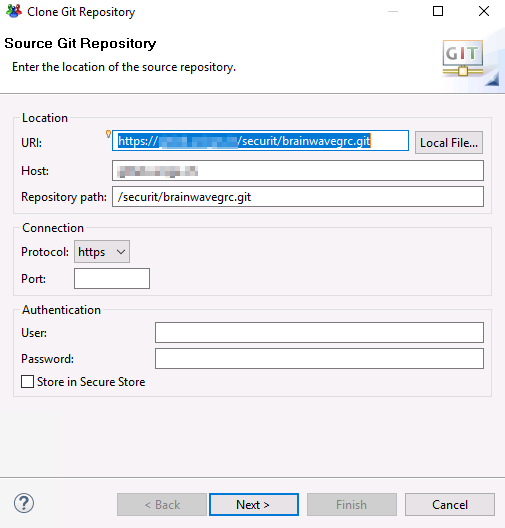 Clone Git Repository
Source Git Repository
Enter the location of the source repository.
GIT
Location
URI: https:// /securit/brainwavegrc.git Local File...
Host:
Repository path: /securit/brainwavegrc.git
Connection
Protocol: https
Port:
Authentication
User:
Password:
Store in Secure Store
? < Back Next > Finish Cancel